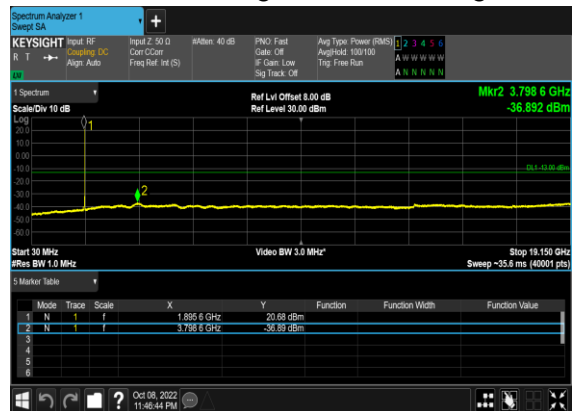 Spectrum Analyzer 1
Swept SA
+
KEYSIGHT Input: RF Input Z: 50 Ω #Atten: 40 dB PNO: Fast Avg Type: Power (RMS) 1 2 3 4 5 6
R T Coupling: DC Corr CCorr Gate: Off Avg|Hold: 100/100 A W W W W W
Align: Auto Freq Ref: Int (S) IF Gain: Low Trig: Free Run
LXI Sig Track: Off A N N N N N
1 Spectrum Ref Lvl Offset 8.00 dB Mkr2 3.798 6 GHz
Scale/Div 10 dB Ref Level 30.00 dBm -36.892 dBm
Log
1
20.0
10.0
0.00
-10.0
DL1 -13.00 dBm
-20.0
-30.0
2
-40.0
-50.0
-60.0
Start 30 MHz Video BW 3.0 MHz* Stop 19.150 GHz
#Res BW 1.0 MHz Sweep ~35.6 ms (40001 pts)
5 Marker Table
Mode Trace Scale X Y Function Function Width Function Value
1 N 1 f 1.895 6 GHz 20.68 dBm
2 N 1 f 3.798 6 GHz -36.89 dBm
3
4
5
6
? Oct 08, 2022
11:46:44 PM